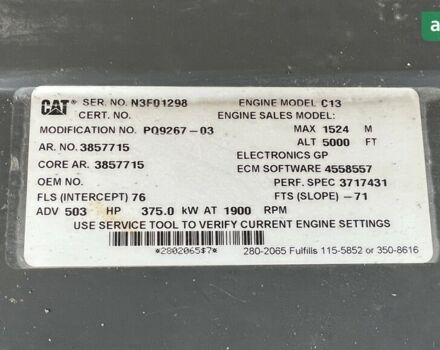 CAT SER. NO. N3F01298 ENGINE MODEL C13
CERT. NO. ENGINE SALES MODEL:
MODIFICATION NO. PQ9267-03 MAX 1524 M
AR. NO. 3857715 ALT 5000 FT
ELECTRONICS GP
CORE AR. 3857715 ECM SOFTWARE 4558557
OEM NO. PERF. SPEC 3717431
FLS (INTERCEPT) 76 FTS (SLOPE) -71
ADV 503 HP 375.0 kW AT 1900 RPM
USE SERVICE TOOL TO VERIFY CURRENT ENGINE SETTINGS
*2802065$7* 280-2065 Fulfills 115-5852 or 350-8616
a